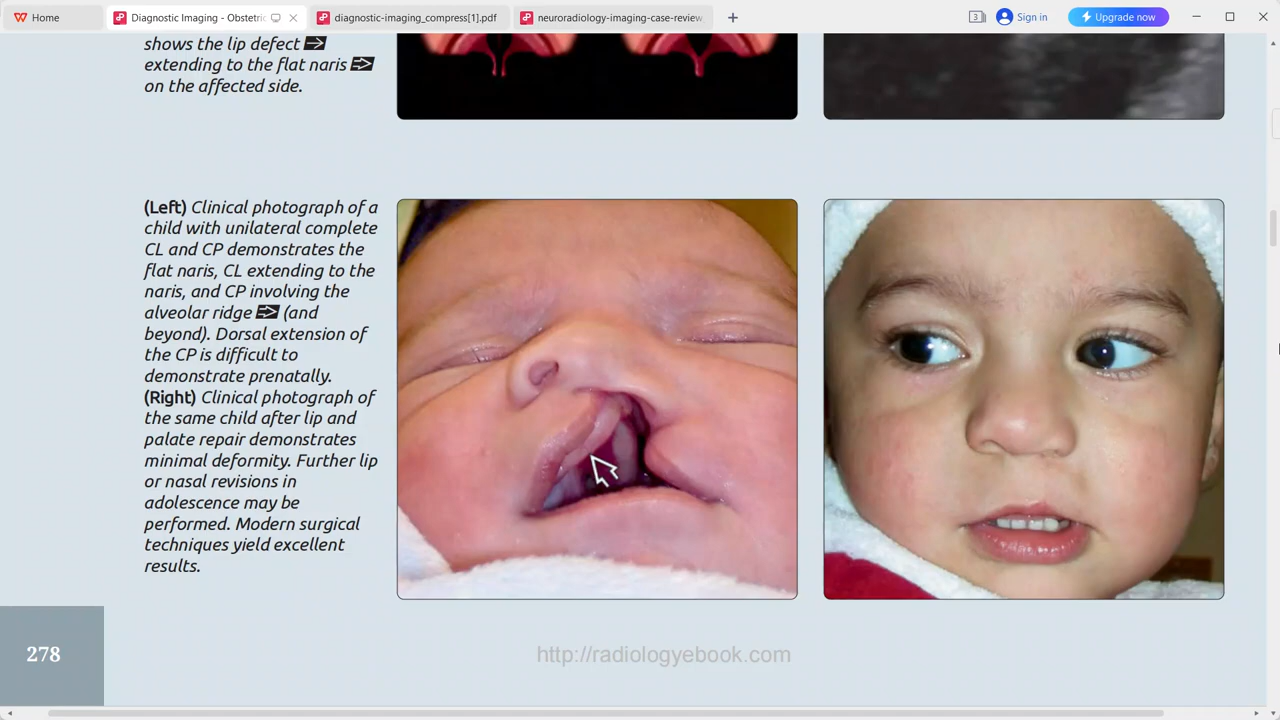 Home
Diagnostic Imaging - Obstetric
diagnostic-imaging_compress[1].pdf
neuroradiology-imaging-case-review
3
Sign in
Upgrade now
shows the lip defect
extending to the flat naris
on the affected side.
(Left) Clinical photograph of a
child with unilateral complete
CL and CP demonstrates the
flat naris, CL extending to the
naris, and CP involving the
alveolar ridge (and
beyond). Dorsal extension of
the CP is difficult to
demonstrate prenatally.
(Right) Clinical photograph of
the same child after lip and
palate repair demonstrates
minimal deformity. Further lip
or nasal revisions in
adolescence may be
performed. Modern surgical
techniques yield excellent
results.
278
http://radiologyebook.com